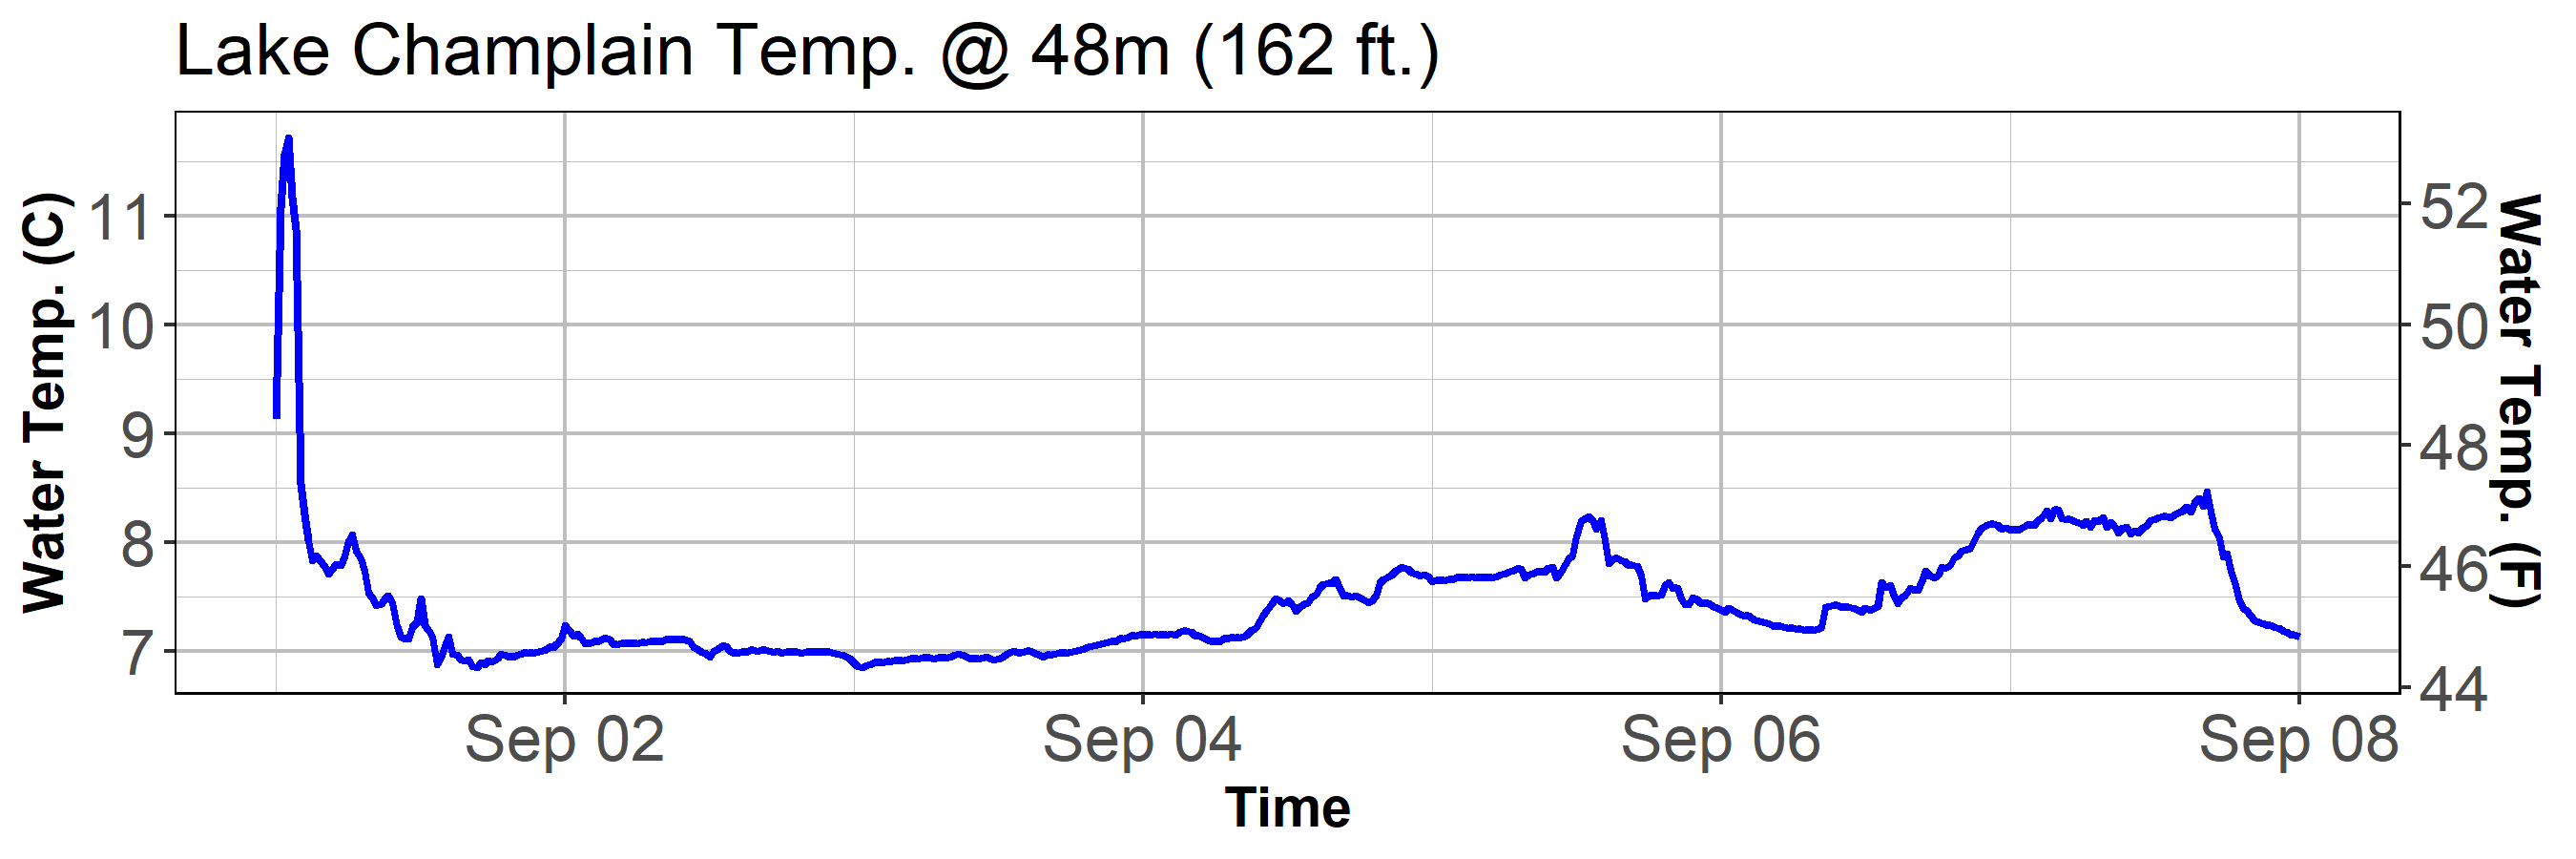 Lake Champlain Temp. @ 48m (162 ft.)
Water Temp. (C)
11
10
9
8
7
52
50
48
46
44
Water Temp. (F)
Sep 02
Sep 04
Sep 06
Sep 08
Time